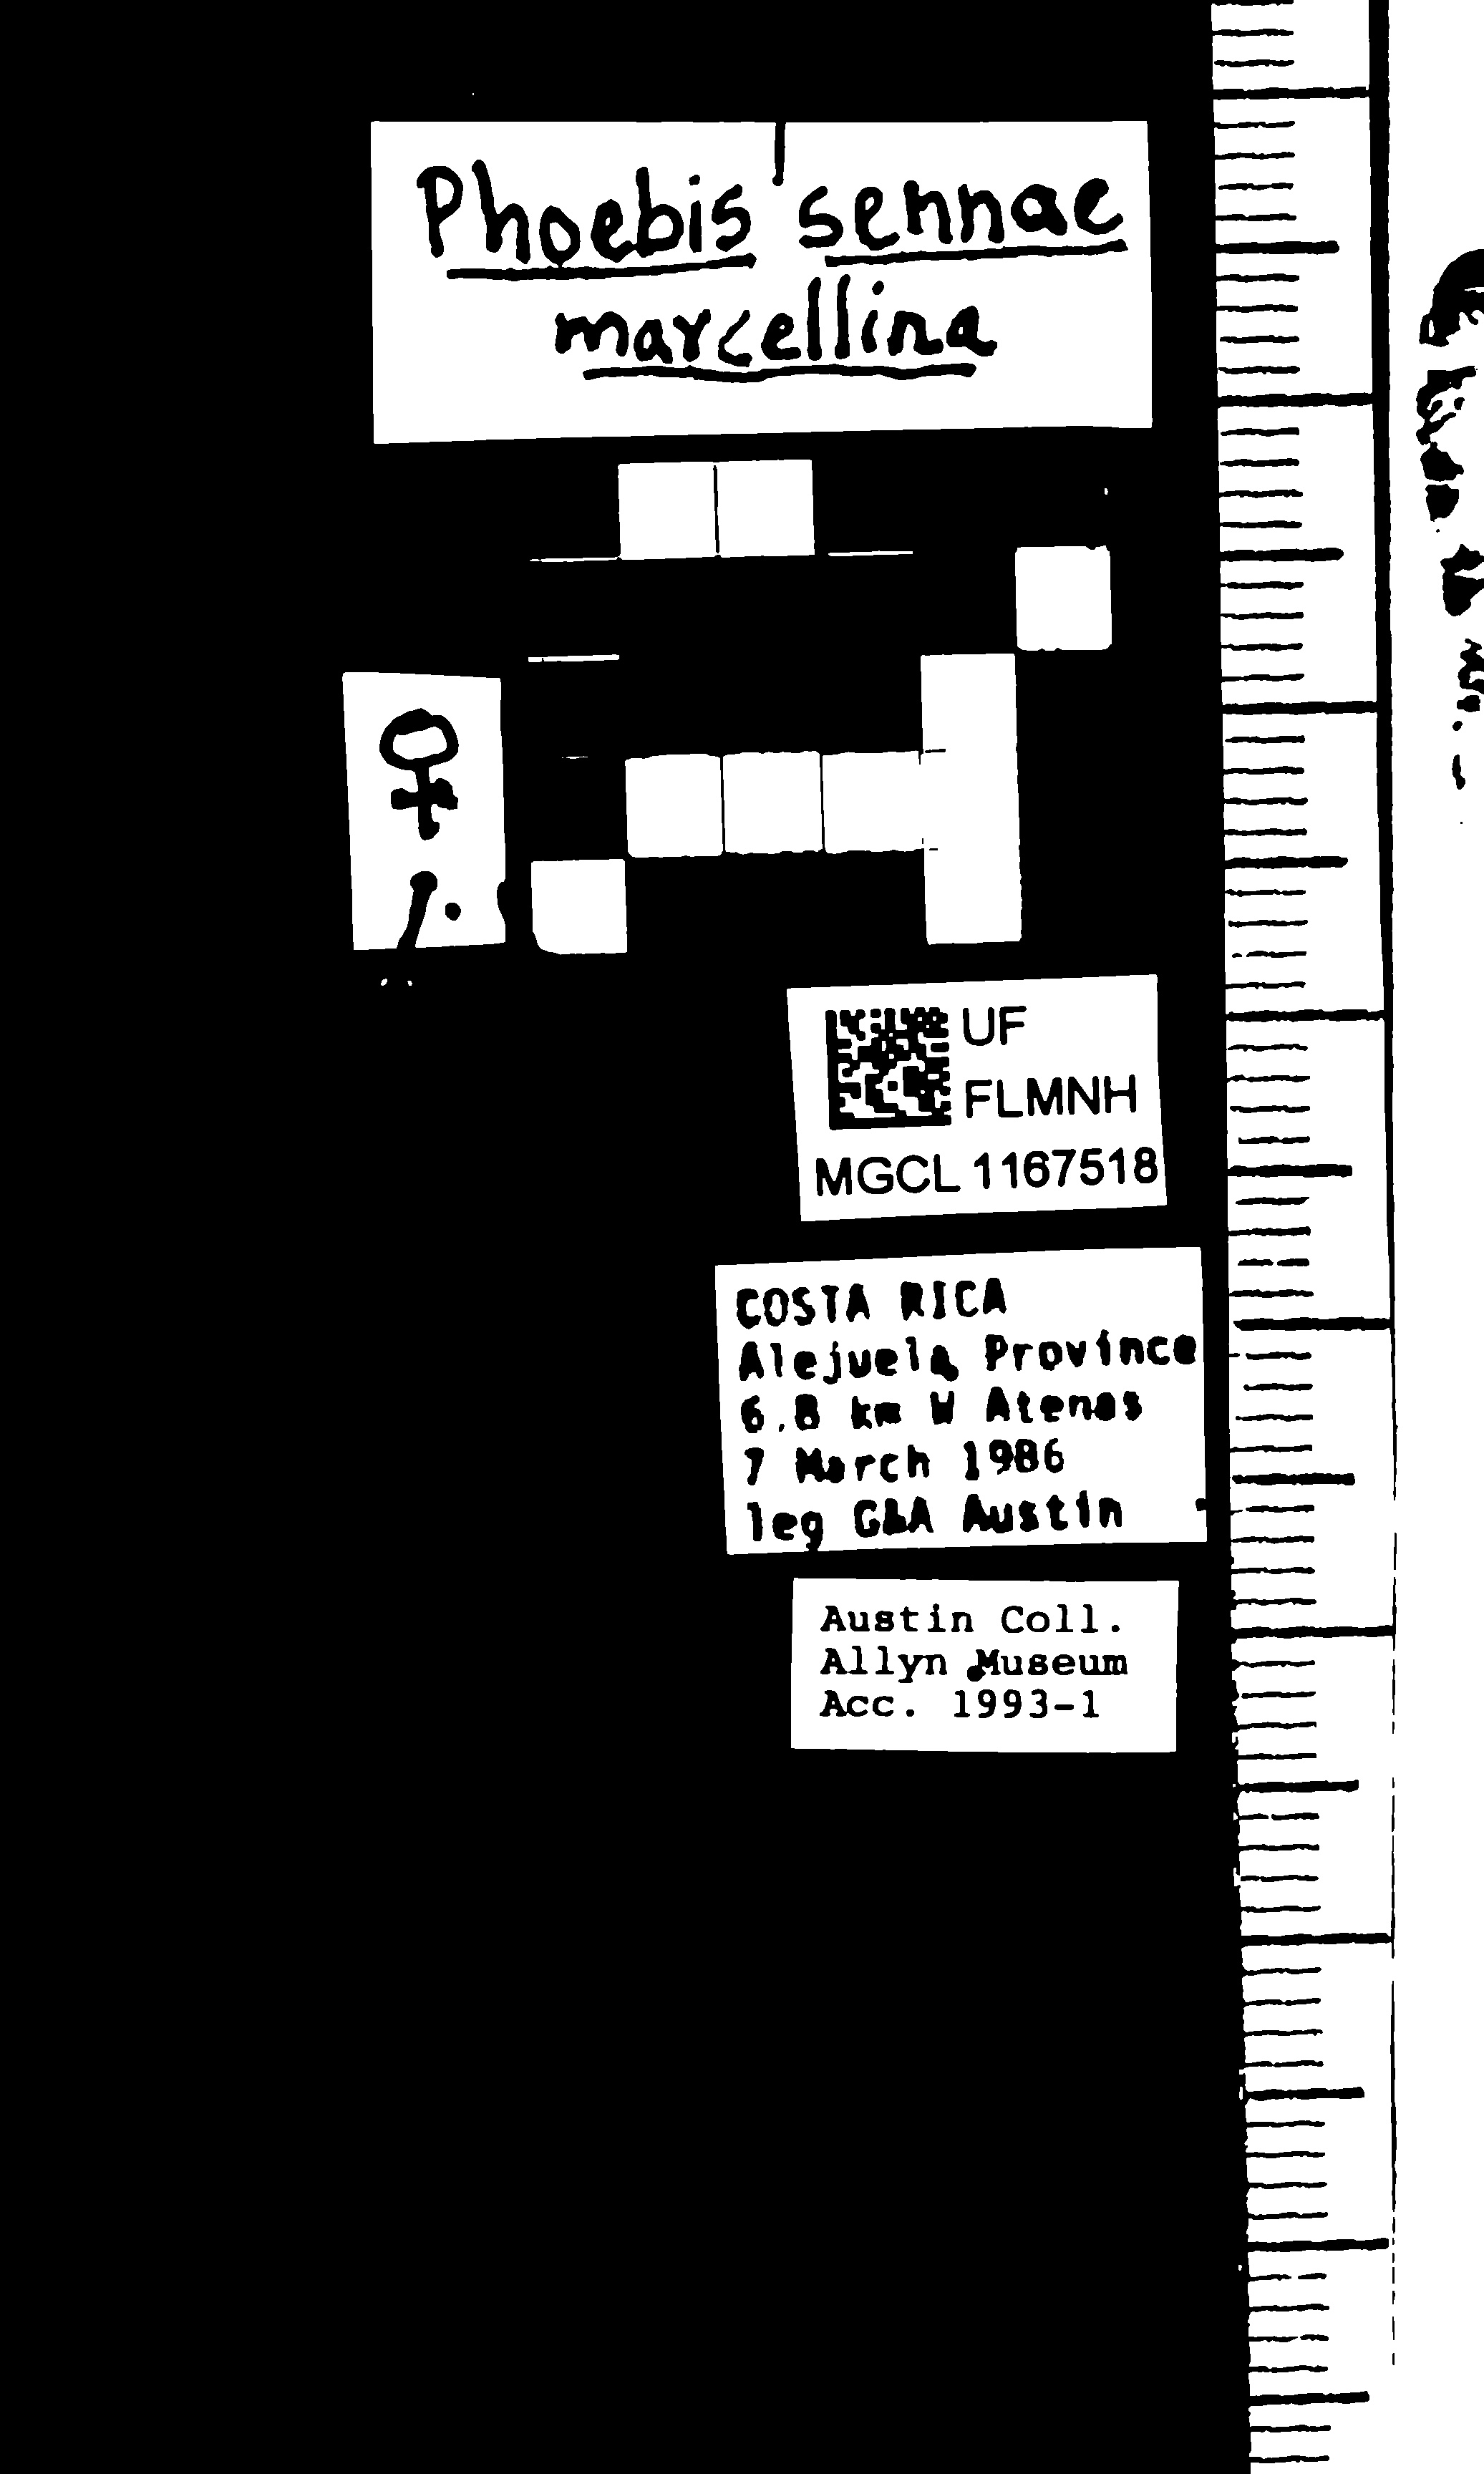 Phoebis sennae
marcellina
♀
UF
FLMNH
MGCL 1167518
COSTA RICA
Alejuela Province
6.8 km W Atenas
7 March 1986
leg G&A Austin
Austin Coll.
Allyn Museum
Acc. 1993-1